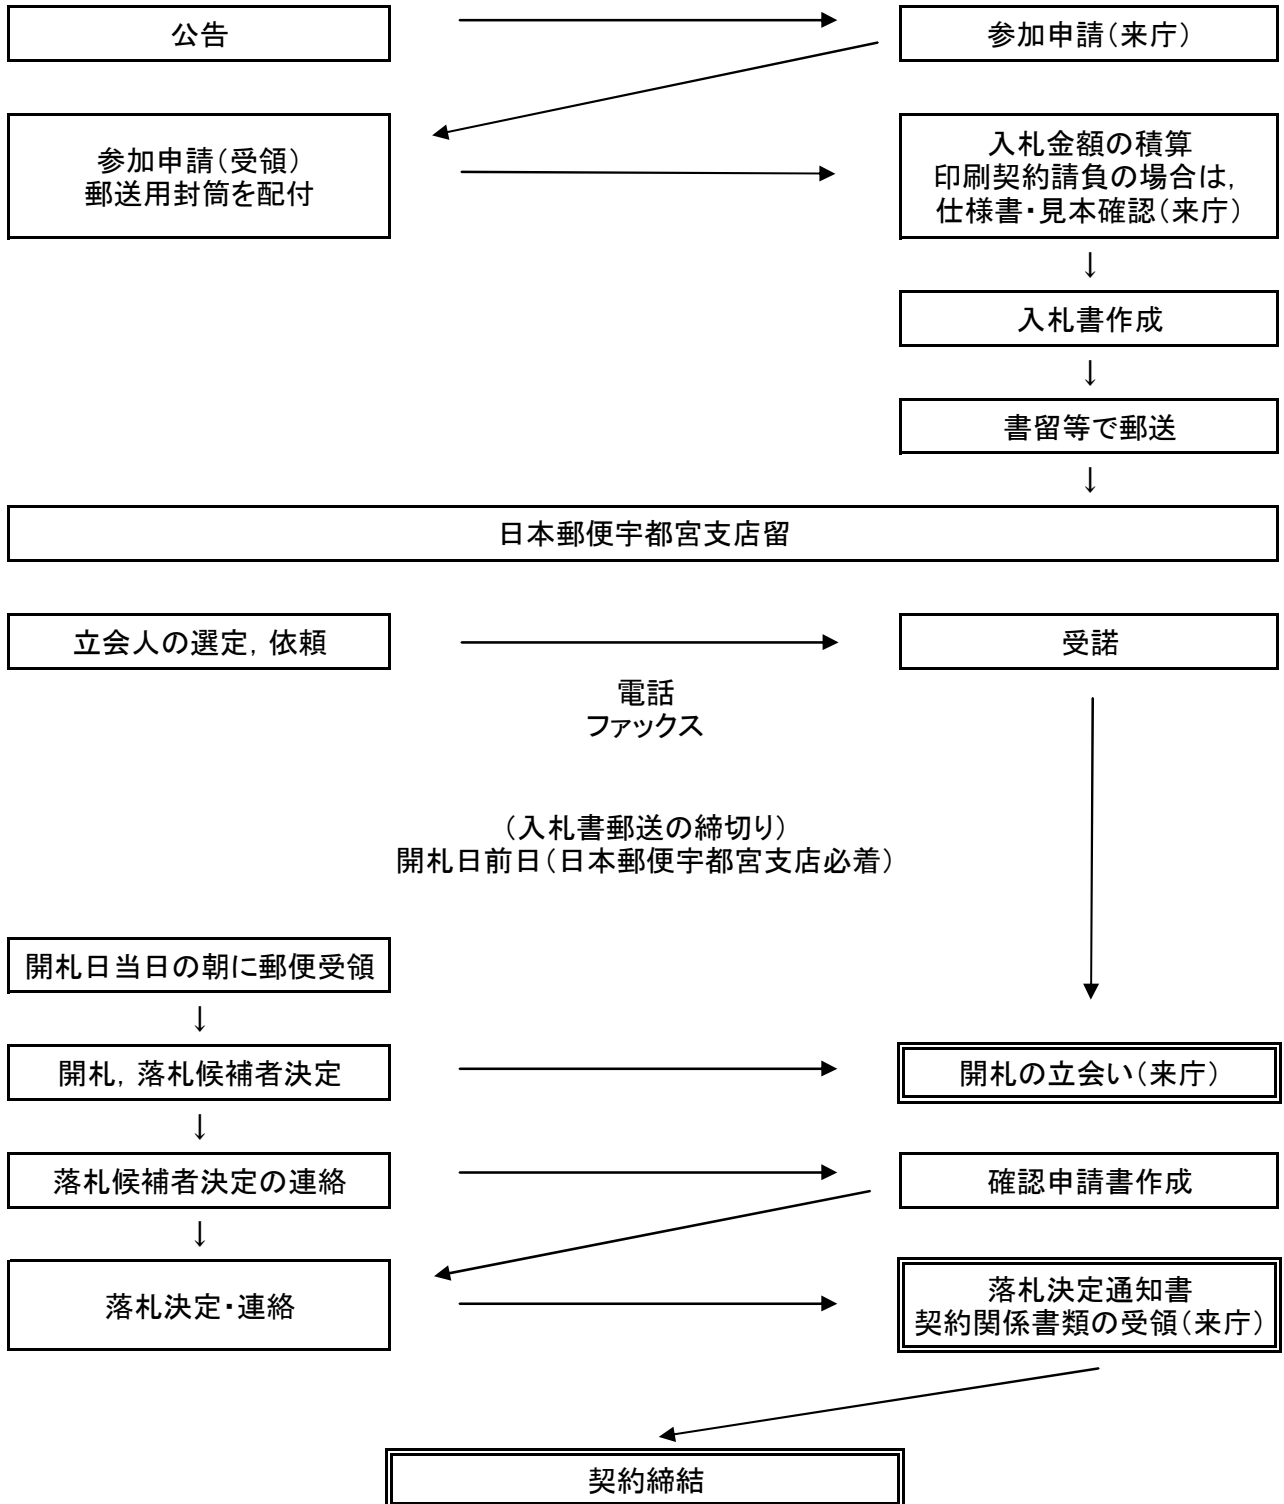 公告
参加申請（来庁）
参加申請（受領）
郵送用封筒を配付
入札金額の積算
印刷契約請負の場合は，
仕様書・見本確認（来庁）
↓
入札書作成
↓
書留等で郵送
↓
日本郵便宇都宮支店留
立会人の選定，依頼
受諾
電話
ファックス
（入札書郵送の締切り）
開札日前日（日本郵便宇都宮支店必着）
開札日当日の朝に郵便受領
↓
開札，落札候補者決定
開札の立会い（来庁）
↓
落札候補者決定の連絡
確認申請書作成
↓
落札決定・連絡
落札決定通知書
契約関係書類の受領（来庁）
契約締結